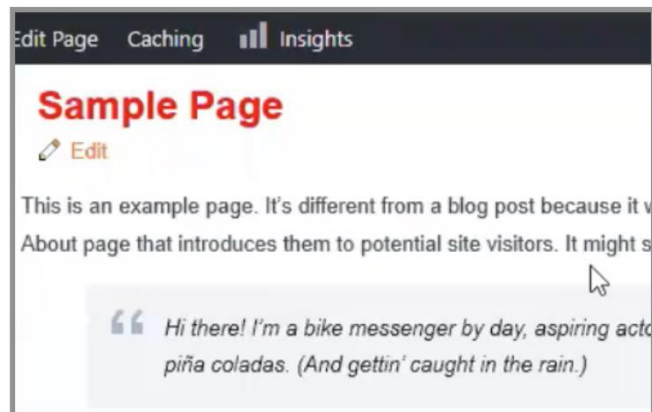 Edit Page Caching Insights
Sample Page
Edit
This is an example page. It's different from a blog post because it
About page that introduces them to potential site visitors. It might
“ Hi there! I'm a bike messenger by day, aspiring
piña coladas. (And gettin' caught in the rain.)